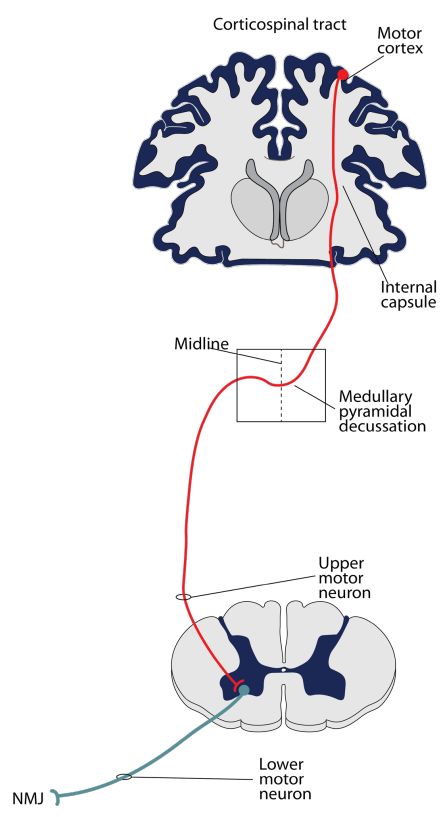 Corticospinal tract
Motor
cortex
Internal
capsule
Midline
Medullary
pyramidal
decussation
Upper
motor
neuron
Lower
motor
neuron
NMJ